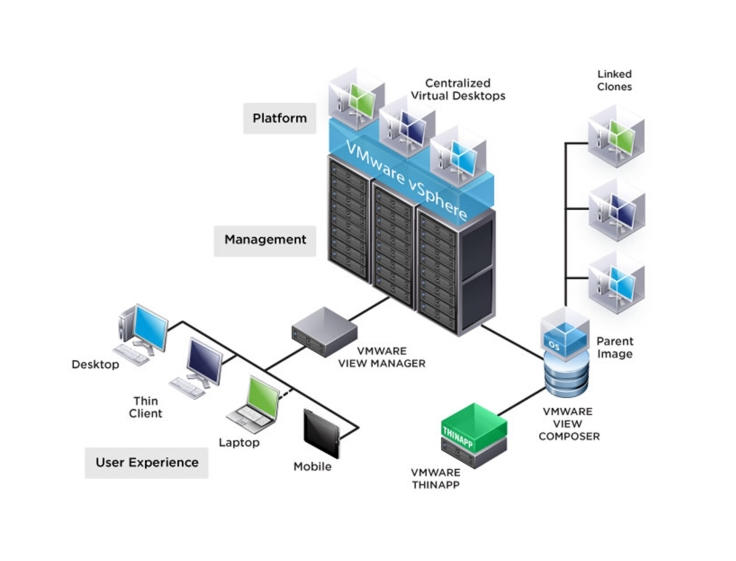 Linked
Clones
Centralized
Virtual Desktops
Platform
VMware vSphere
Management
VMWARE
VIEW MANAGER
OS
Parent
Image
Desktop
Thin
Client
Laptop
Mobile
User Experience
THINAPP
VMWARE
THINAPP
VMWARE
VIEW
COMPOSER